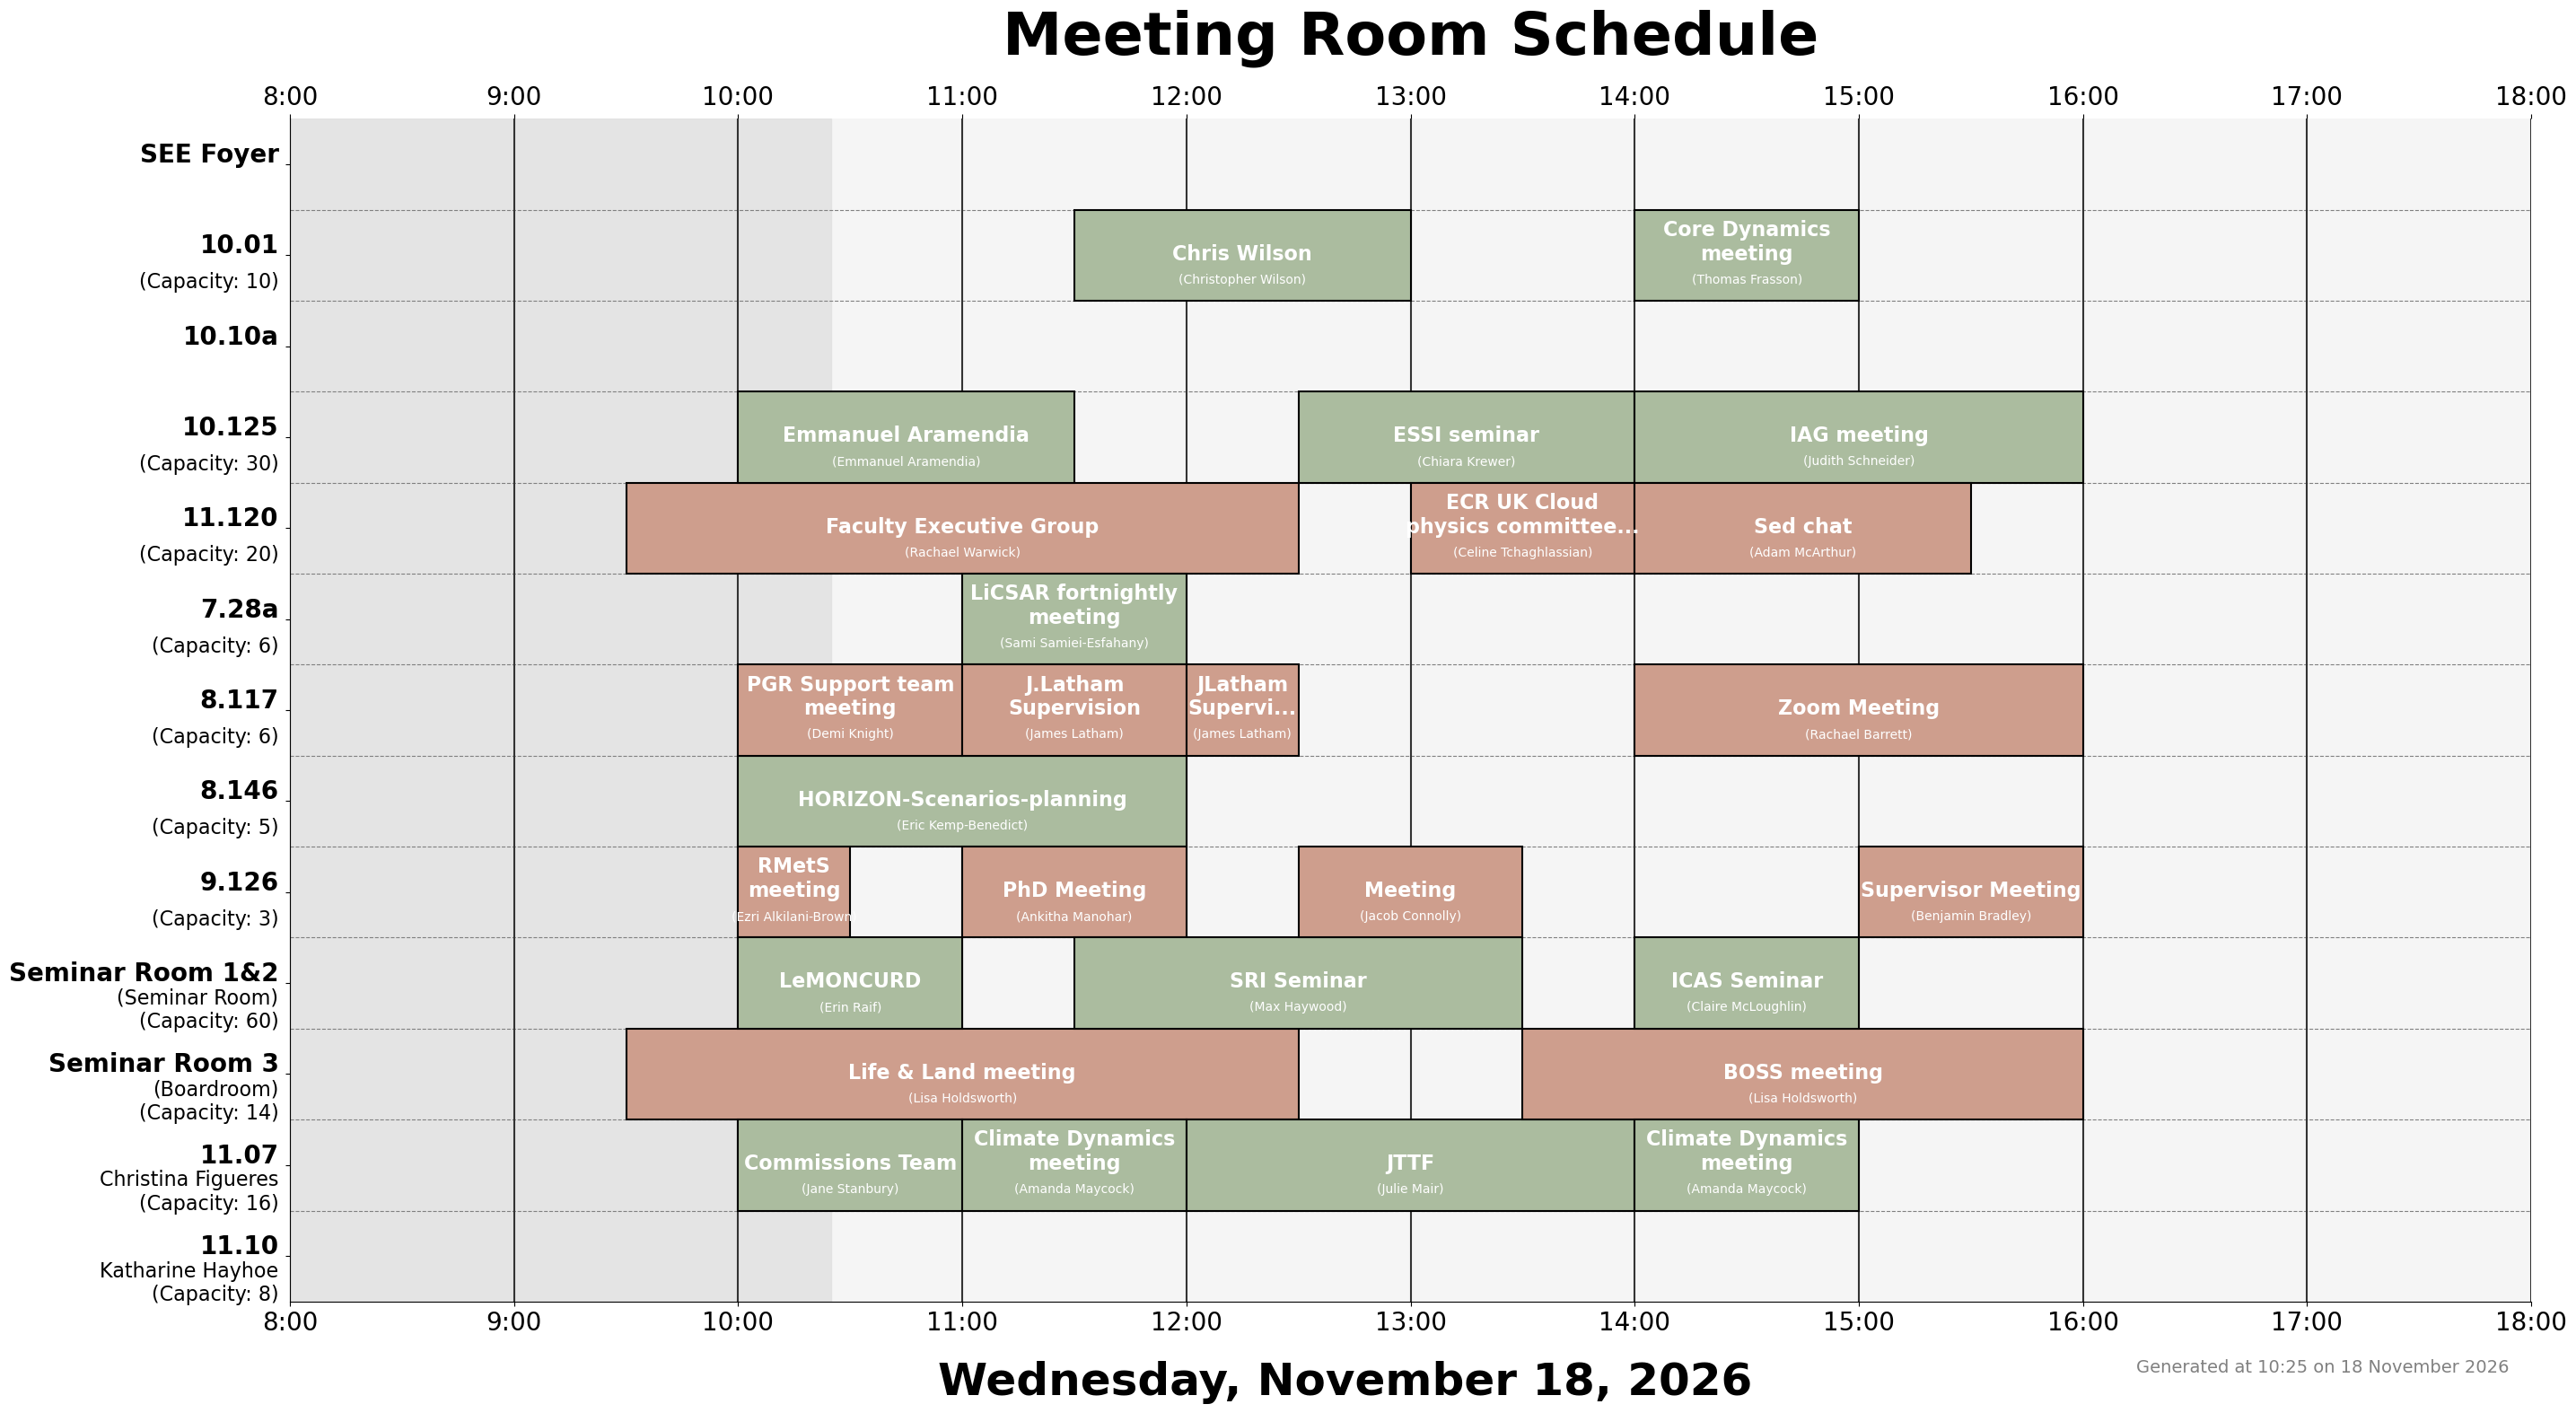 Meeting Room Schedule
8:00 9:00 10:00 11:00 12:00 13:00 14:00 15:00 16:00 17:00 18:00
SEE Foyer
10.01
(Capacity: 10)
Chris Wilson
(Christopher Wilson)
Core Dynamics
meeting
(Thomas Frasson)
10.10a
10.125
(Capacity: 30)
Emmanuel Aramendia
(Emmanuel Aramendia)
ESSI seminar
(Chiara Krewer)
IAG meeting
(Judith Schneider)
11.120
(Capacity: 20)
Faculty Executive Group
(Rachael Warwick)
ECR UK Cloud
physics committee...
(Celine Tchaghlassian)
Sed chat
(Adam McArthur)
7.28a
(Capacity: 6)
LiCSAR fortnightly
meeting
(Sami Samiei-Esfahany)
8.117
(Capacity: 6)
PGR Support team
meeting
(Demi Knight)
J.Latham
Supervision
(James Latham)
JLatham
Supervi...
(James Latham)
Zoom Meeting
(Rachael Barrett)
8.146
(Capacity: 5)
HORIZON-Scenarios-planning
(Eric Kemp-Benedict)
9.126
(Capacity: 3)
RMetS
meeting
(Ezri Alkilani-Brown)
PhD Meeting
(Ankitha Manohar)
Meeting
(Jacob Connolly)
Supervisor Meeting
(Benjamin Bradley)
Seminar Room 1&2
(Seminar Room)
(Capacity: 60)
LeMONCURD
(Erin Raif)
SRI Seminar
(Max Haywood)
ICAS Seminar
(Claire McLoughlin)
Seminar Room 3
(Boardroom)
(Capacity: 14)
Life & Land meeting
(Lisa Holdsworth)
BOSS meeting
(Lisa Holdsworth)
11.07
Christina Figueres
(Capacity: 16)
Commissions Team
(Jane Stanbury)
Climate Dynamics
meeting
(Amanda Maycock)
JTTF
(Julie Mair)
Climate Dynamics
meeting
(Amanda Maycock)
11.10
Katharine Hayhoe
(Capacity: 8)
8:00 9:00 10:00 11:00 12:00 13:00 14:00 15:00 16:00 17:00 18:00
Wednesday, November 18, 2026
Generated at 10:25 on 18 November 2026